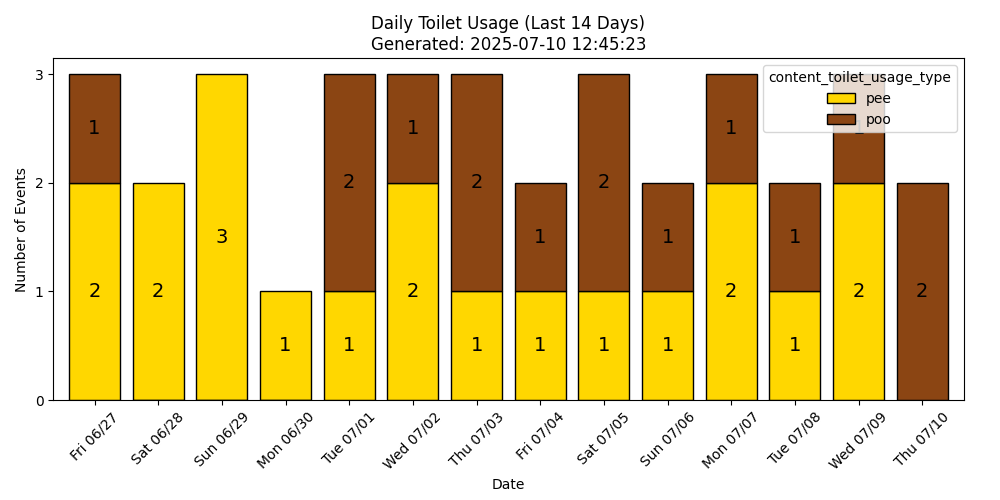 Daily Toilet Usage (Last 14 Days)
Generated: 2025-07-10 12:45:23
content_toilet_usage_type
pee
poo
Number of Events
3
2
1
0
1
2
2
3
1
2
1
1
2
2
1
1
1
2
1
1
1
1
2
1
1
1
2
2
Fri 06/27
Sat 06/28
Sun 06/29
Mon 06/30
Tue 07/01
Wed 07/02
Thu 07/03
Fri 07/04
Sat 07/05
Sun 07/06
Mon 07/07
Tue 07/08
Wed 07/09
Thu 07/10
Date